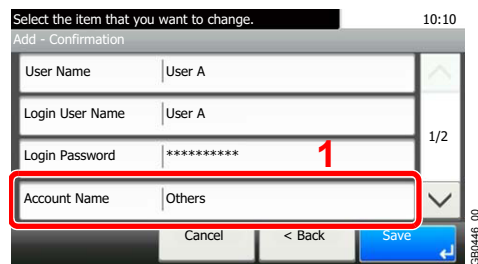 Select the item that you want to change. 10:10
Add - Confirmation
User Name User A
Login User Name User A
1/2
Login Password **********
1
Account Name Others
Cancel < Back Save
GB0446_00